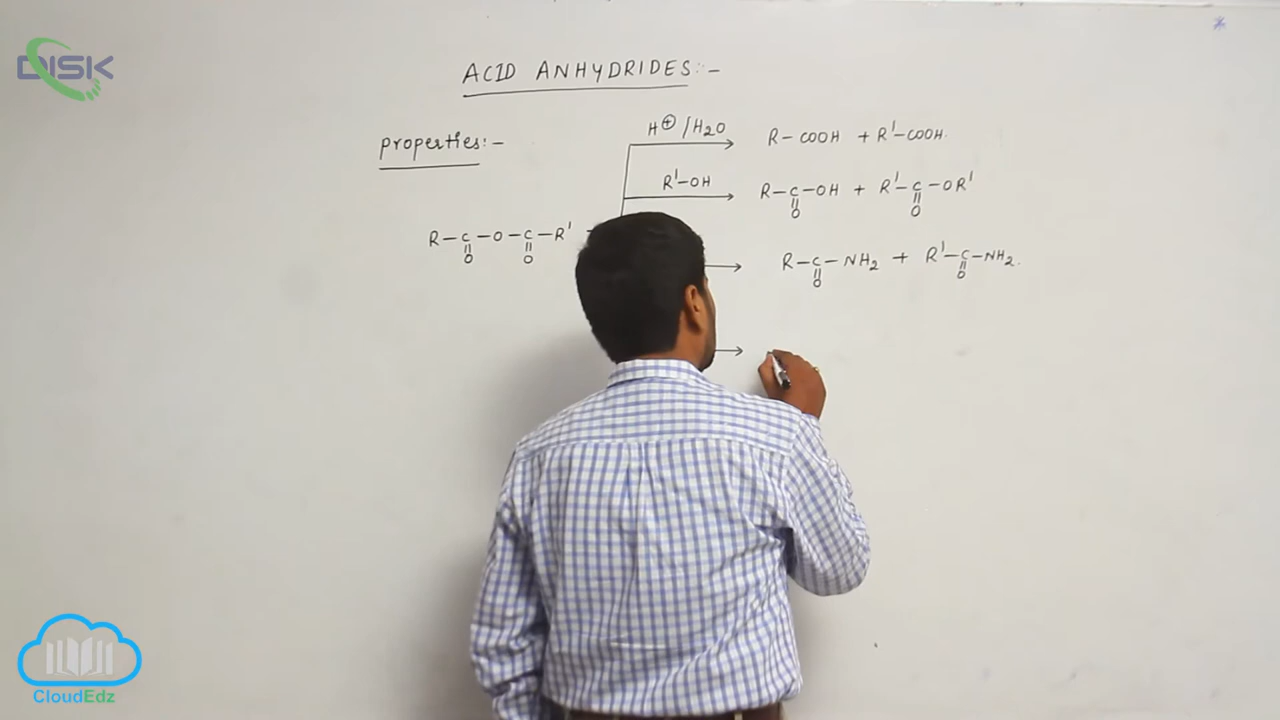 DISK
ACID ANHYDRIDES:-
properties:-
H⊕/H2O
R-COOH + R'-COOH.
R'-OH
R-C-OH + R'-C-OR'
O O
R-C-O-C-R'
O O
R-C-NH2 + R'-C-NH2.
O O
CloudEdz